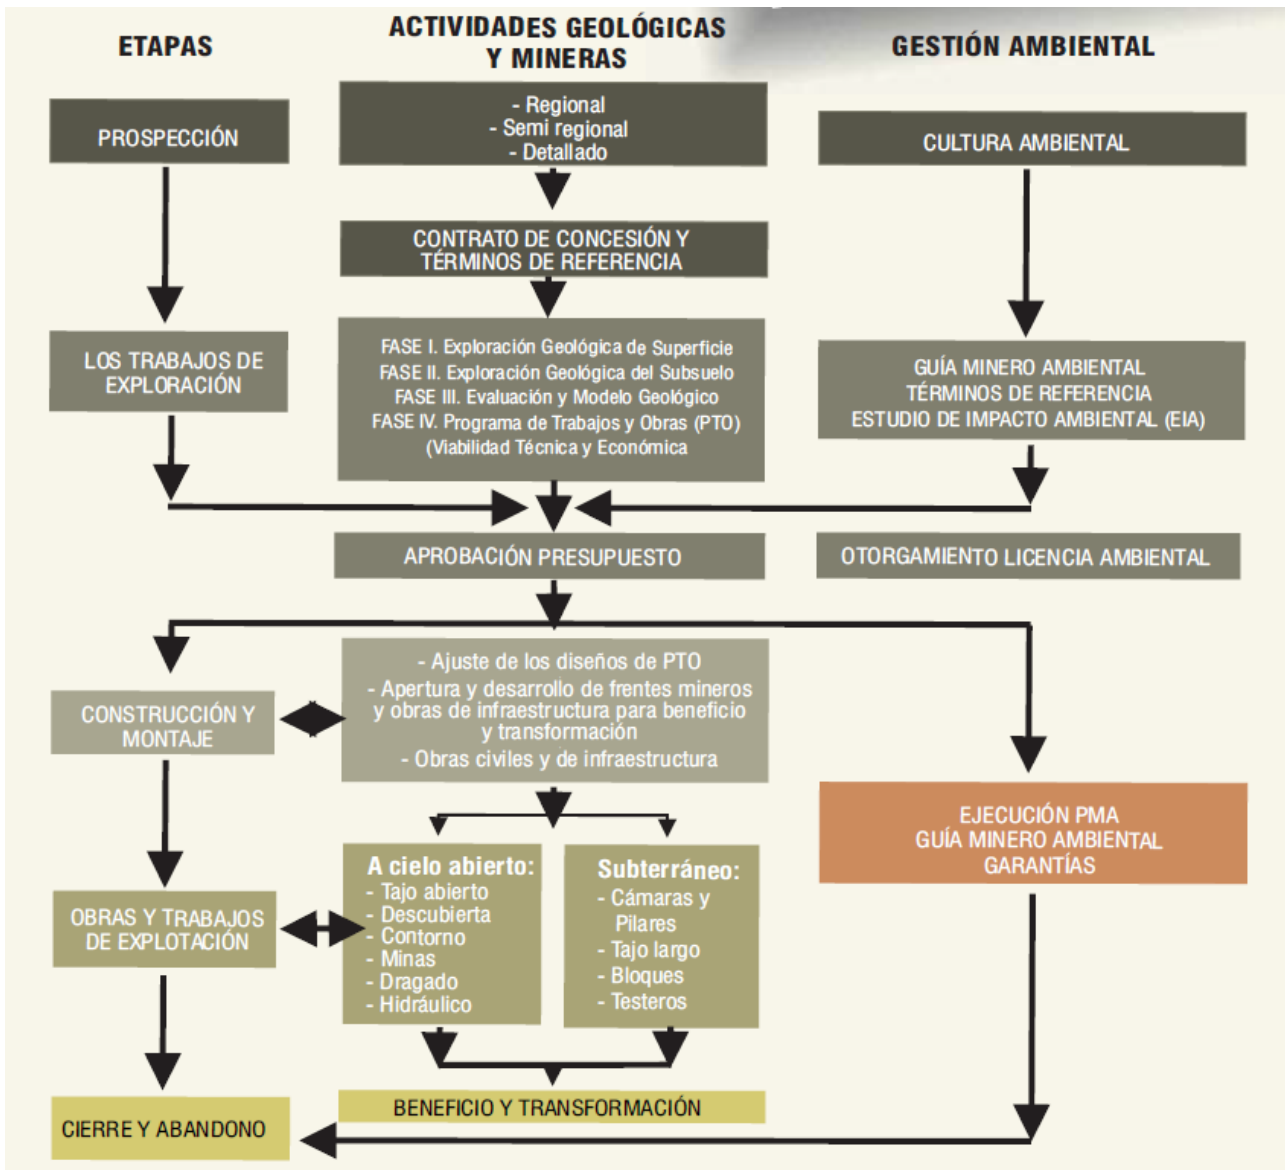 ETAPAS
ACTIVIDADES GEOLÓGICAS
Y MINERAS
GESTIÓN AMBIENTAL
PROSPECCIÓN
- Regional
- Semi regional
- Detallado
CULTURA AMBIENTAL
CONTRATO DE CONCESIÓN Y
TÉRMINOS DE REFERENCIA
LOS TRABAJOS DE
EXPLORACIÓN
FASE I. Exploración Geológica de Superficie
FASE II. Exploración Geológica del Subsuelo
FASE III. Evaluación y Modelo Geológico
FASE IV. Programa de Trabajos y Obras (PTO)
(Viabilidad Técnica y Económica
GUÍA MINERO AMBIENTAL
TÉRMINOS DE REFERENCIA
ESTUDIO DE IMPACTO AMBIENTAL (EIA)
APROBACIÓN PRESUPUESTO
OTORGAMIENTO LICENCIA AMBIENTAL
CONSTRUCCIÓN Y
MONTAJE
- Ajuste de los diseños de PTO
- Apertura y desarrollo de frentes mineros
y obras de infraestructura para beneficio
y transformación
- Obras civiles y de infraestructura
EJECUCIÓN PMA
GUÍA MINERO AMBIENTAL
GARANTÍAS
OBRAS Y TRABAJOS
DE EXPLOTACIÓN
A cielo abierto:
- Tajo abierto
- Descubierta
- Contorno
- Minas
- Dragado
- Hidráulico
Subterráneo:
- Cámaras y
Pilares
- Tajo largo
- Bloques
- Testeros
BENEFICIO Y TRANSFORMACIÓN
CIERRE Y ABANDONO